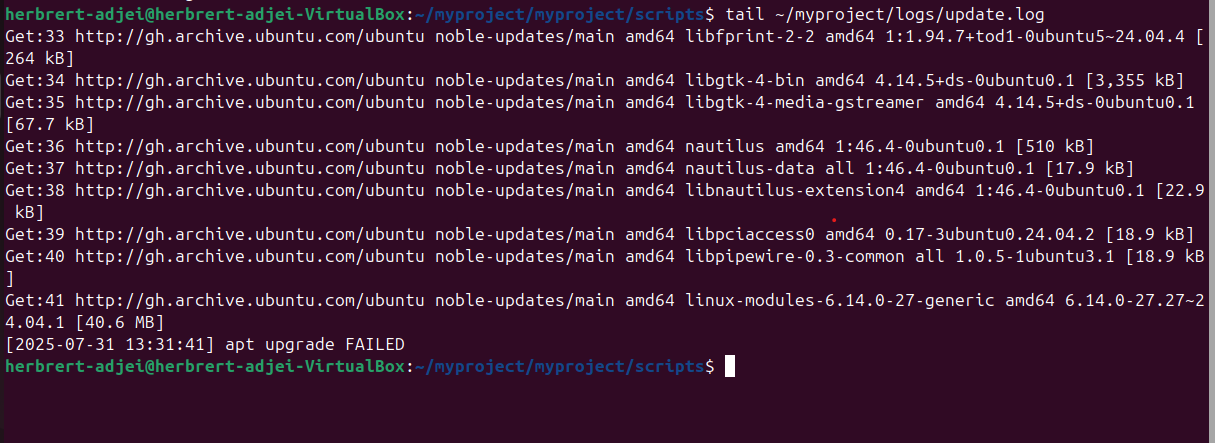 herbrert-adjei@herbrert-adjei-VirtualBox:~/myproject/myproject/scripts$ tail ~/myproject/logs/update.log
Get:33 http://gh.archive.ubuntu.com/ubuntu noble-updates/main amd64 libfprint-2-2 amd64 1:1.94.7+tod1-0ubuntu5~24.04.4 [
264 kB]
Get:34 http://gh.archive.ubuntu.com/ubuntu noble-updates/main amd64 libgtk-4-bin amd64 4.14.5+ds-0ubuntu0.1 [3,355 kB]
Get:35 http://gh.archive.ubuntu.com/ubuntu noble-updates/main amd64 libgtk-4-media-gstreamer amd64 4.14.5+ds-0ubuntu0.1
[67.7 kB]
Get:36 http://gh.archive.ubuntu.com/ubuntu noble-updates/main amd64 nautilus amd64 1:46.4-0ubuntu0.1 [510 kB]
Get:37 http://gh.archive.ubuntu.com/ubuntu noble-updates/main amd64 nautilus-data all 1:46.4-0ubuntu0.1 [17.9 kB]
Get:38 http://gh.archive.ubuntu.com/ubuntu noble-updates/main amd64 libnautilus-extension4 amd64 1:46.4-0ubuntu0.1 [22.9
 kB]
Get:39 http://gh.archive.ubuntu.com/ubuntu noble-updates/main amd64 libpciaccess0 amd64 0.17-3ubuntu0.24.04.2 [18.9 kB]
Get:40 http://gh.archive.ubuntu.com/ubuntu noble-updates/main amd64 libpipewire-0.3-common all 1.0.5-1ubuntu3.1 [18.9 kB
]
Get:41 http://gh.archive.ubuntu.com/ubuntu noble-updates/main amd64 linux-modules-6.14.0-27-generic amd64 6.14.0-27.27~2
4.04.1 [40.6 MB]
[2025-07-31 13:31:41] apt upgrade FAILED
herbrert-adjei@herbrert-adjei-VirtualBox:~/myproject/myproject/scripts$